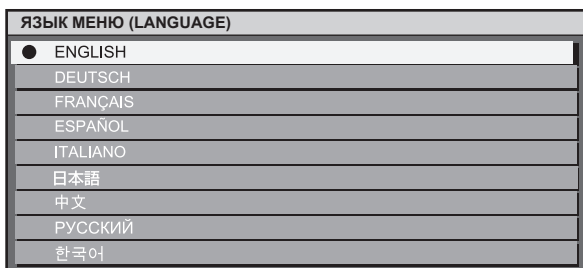 ЯЗЫК МЕНЮ (LANGUAGE)
ENGLISH
DEUTSCH
FRANÇAIS
ESPAÑOL
ITALIANO
日本語
中文
РУССКИЙ
한국어